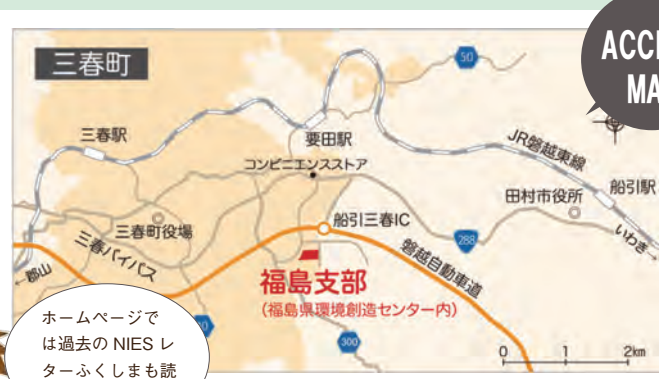 三春町
50
三春駅
要田駅
JR磐越東線
コンビニエンスストア
船引駅
田村市役所
三春町役場
船引三春IC
いわき→
三春バイパス
288
磐越自動車道
←郡山
福島支部
(福島県環境創造センター内)
300
0 1 2km
ホームページで
は過去の NIES レ
ターふくしまも読